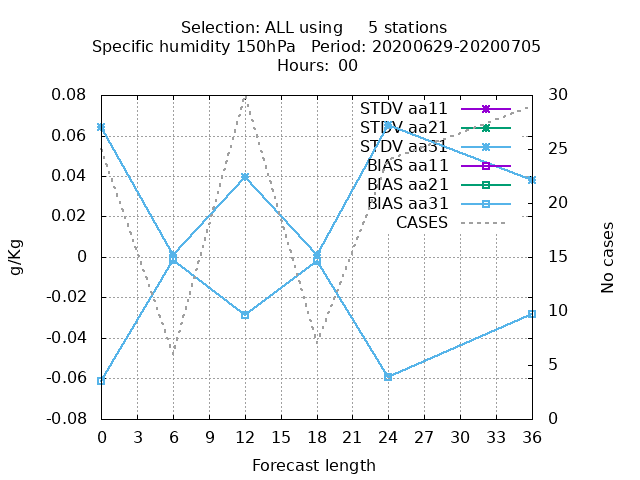 Selection: ALL using     5 stations
Specific humidity 150hPa   Period: 20200629-20200705
Hours: 00
STDV aa11
STDV aa21
STDV aa31
BIAS aa11
BIAS aa21
BIAS aa31
CASES
g/Kg
0.08
0.06
0.04
0.02
0
-0.02
-0.04
-0.06
-0.08
30
25
20
15
10
5
0
No cases
0 3 6 9 12 15 18 21 24 27 30 33 36
Forecast length